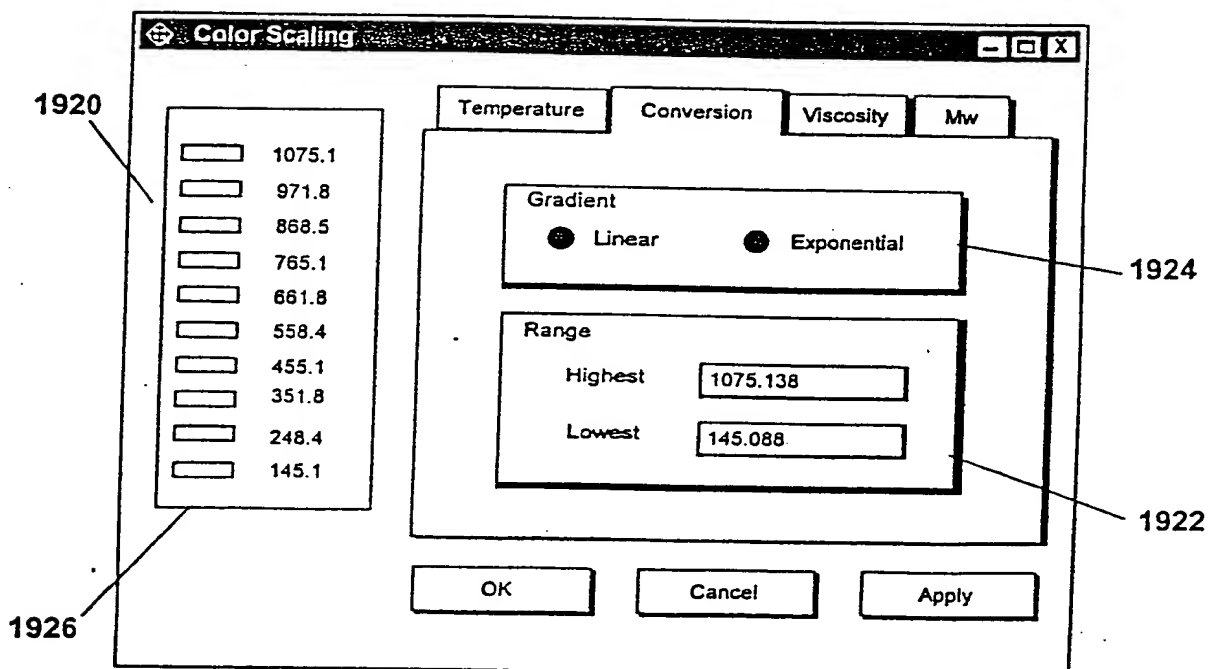 Color Scaling
1920
Temperature Conversion Viscosity Mw
1075.1
971.8
868.5
765.1
661.8
558.4
455.1
351.8
248.4
145.1
Gradient
Linear Exponential
1924
Range
Highest 1075.138
Lowest 145.088
1922
OK Cancel Apply
1926